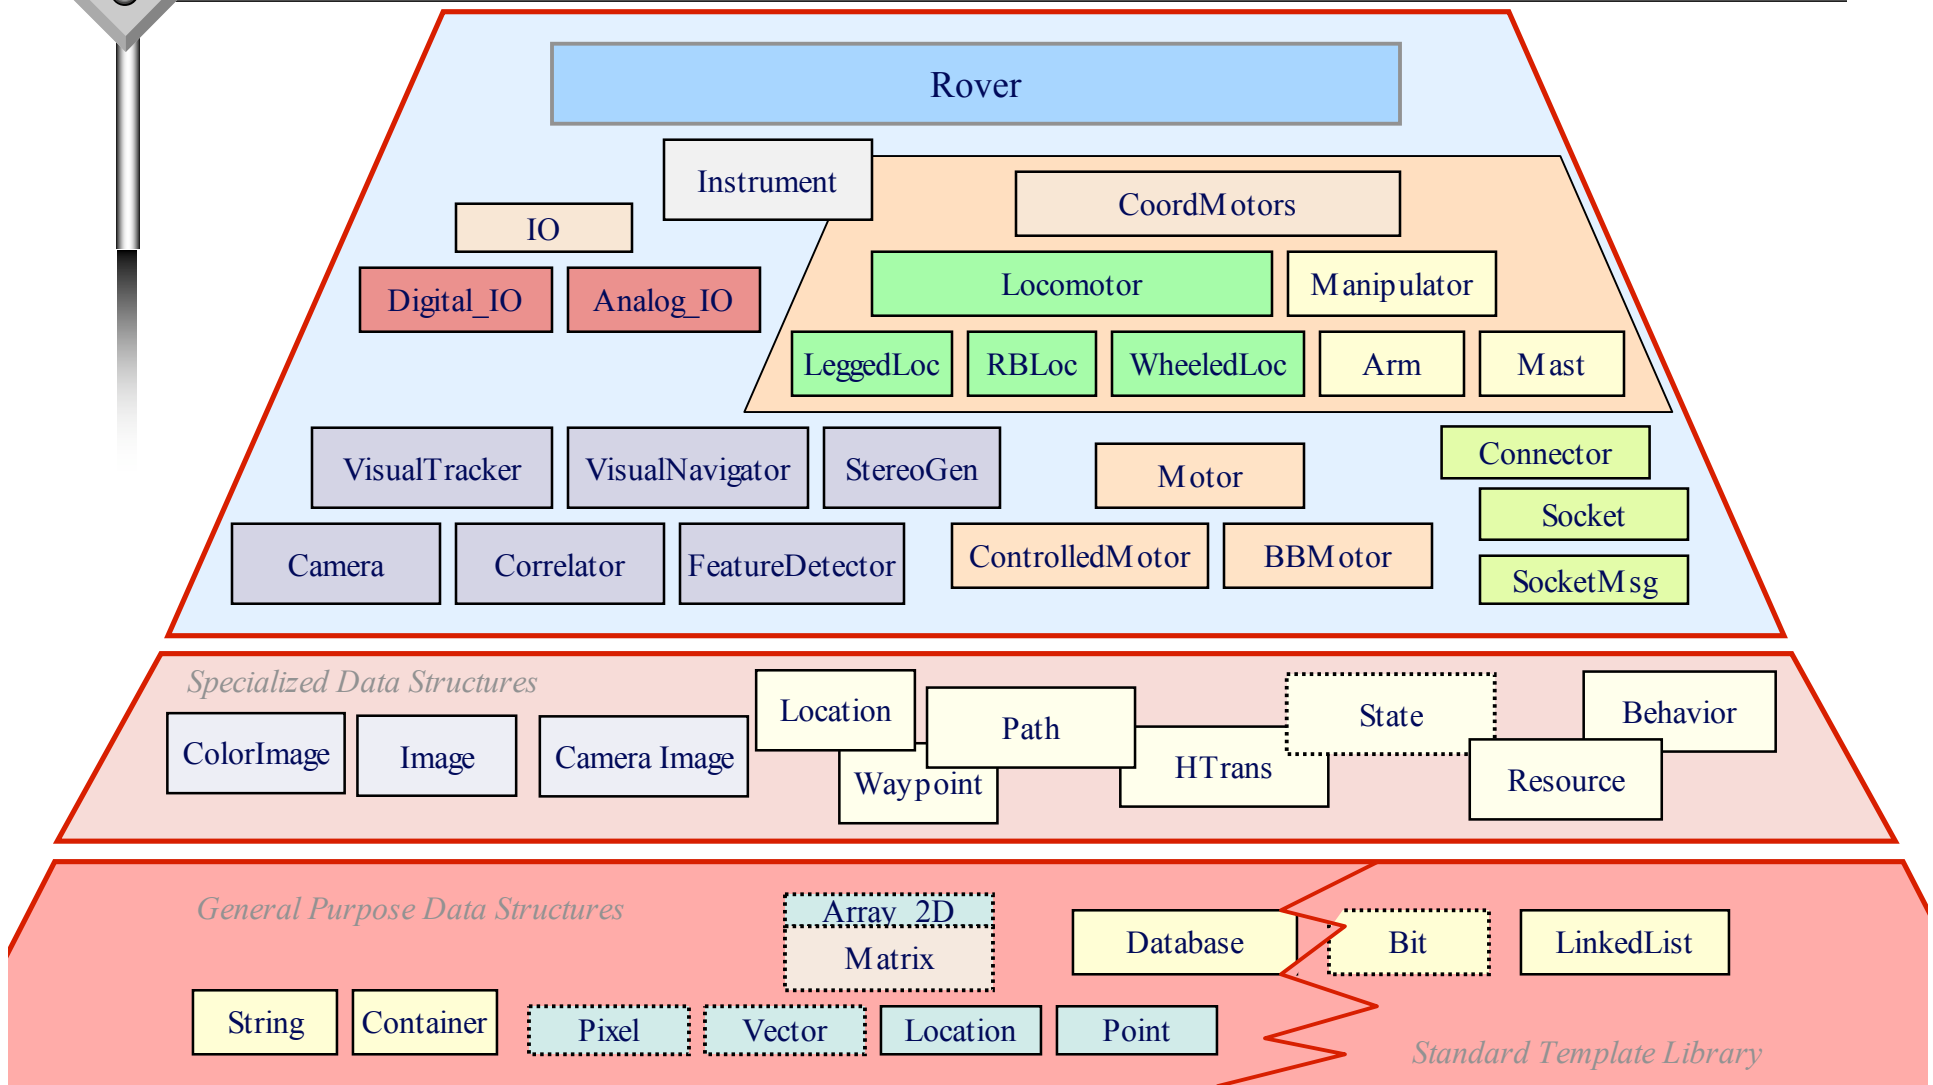 Rover
Instrument
CoordMotors
IO
Locomotor
Manipulator
Digital_IO
Analog_IO
LeggedLoc
RBLoc
WheeledLoc
Arm
Mast
VisualTracker
VisualNavigator
StereoGen
Motor
Connector
Socket
Camera
Correlator
FeatureDetector
ControlledMotor
BBMotor
SocketMsg
Specialized Data Structures
Location
Path
State
Behavior
ColorImage
Image
Camera Image
Waypoint
HTrans
Resource
General Purpose Data Structures
Array_2D
Matrix
Database
Bit
LinkedList
String
Container
Pixel
Vector
Location
Point
Standard Template Library